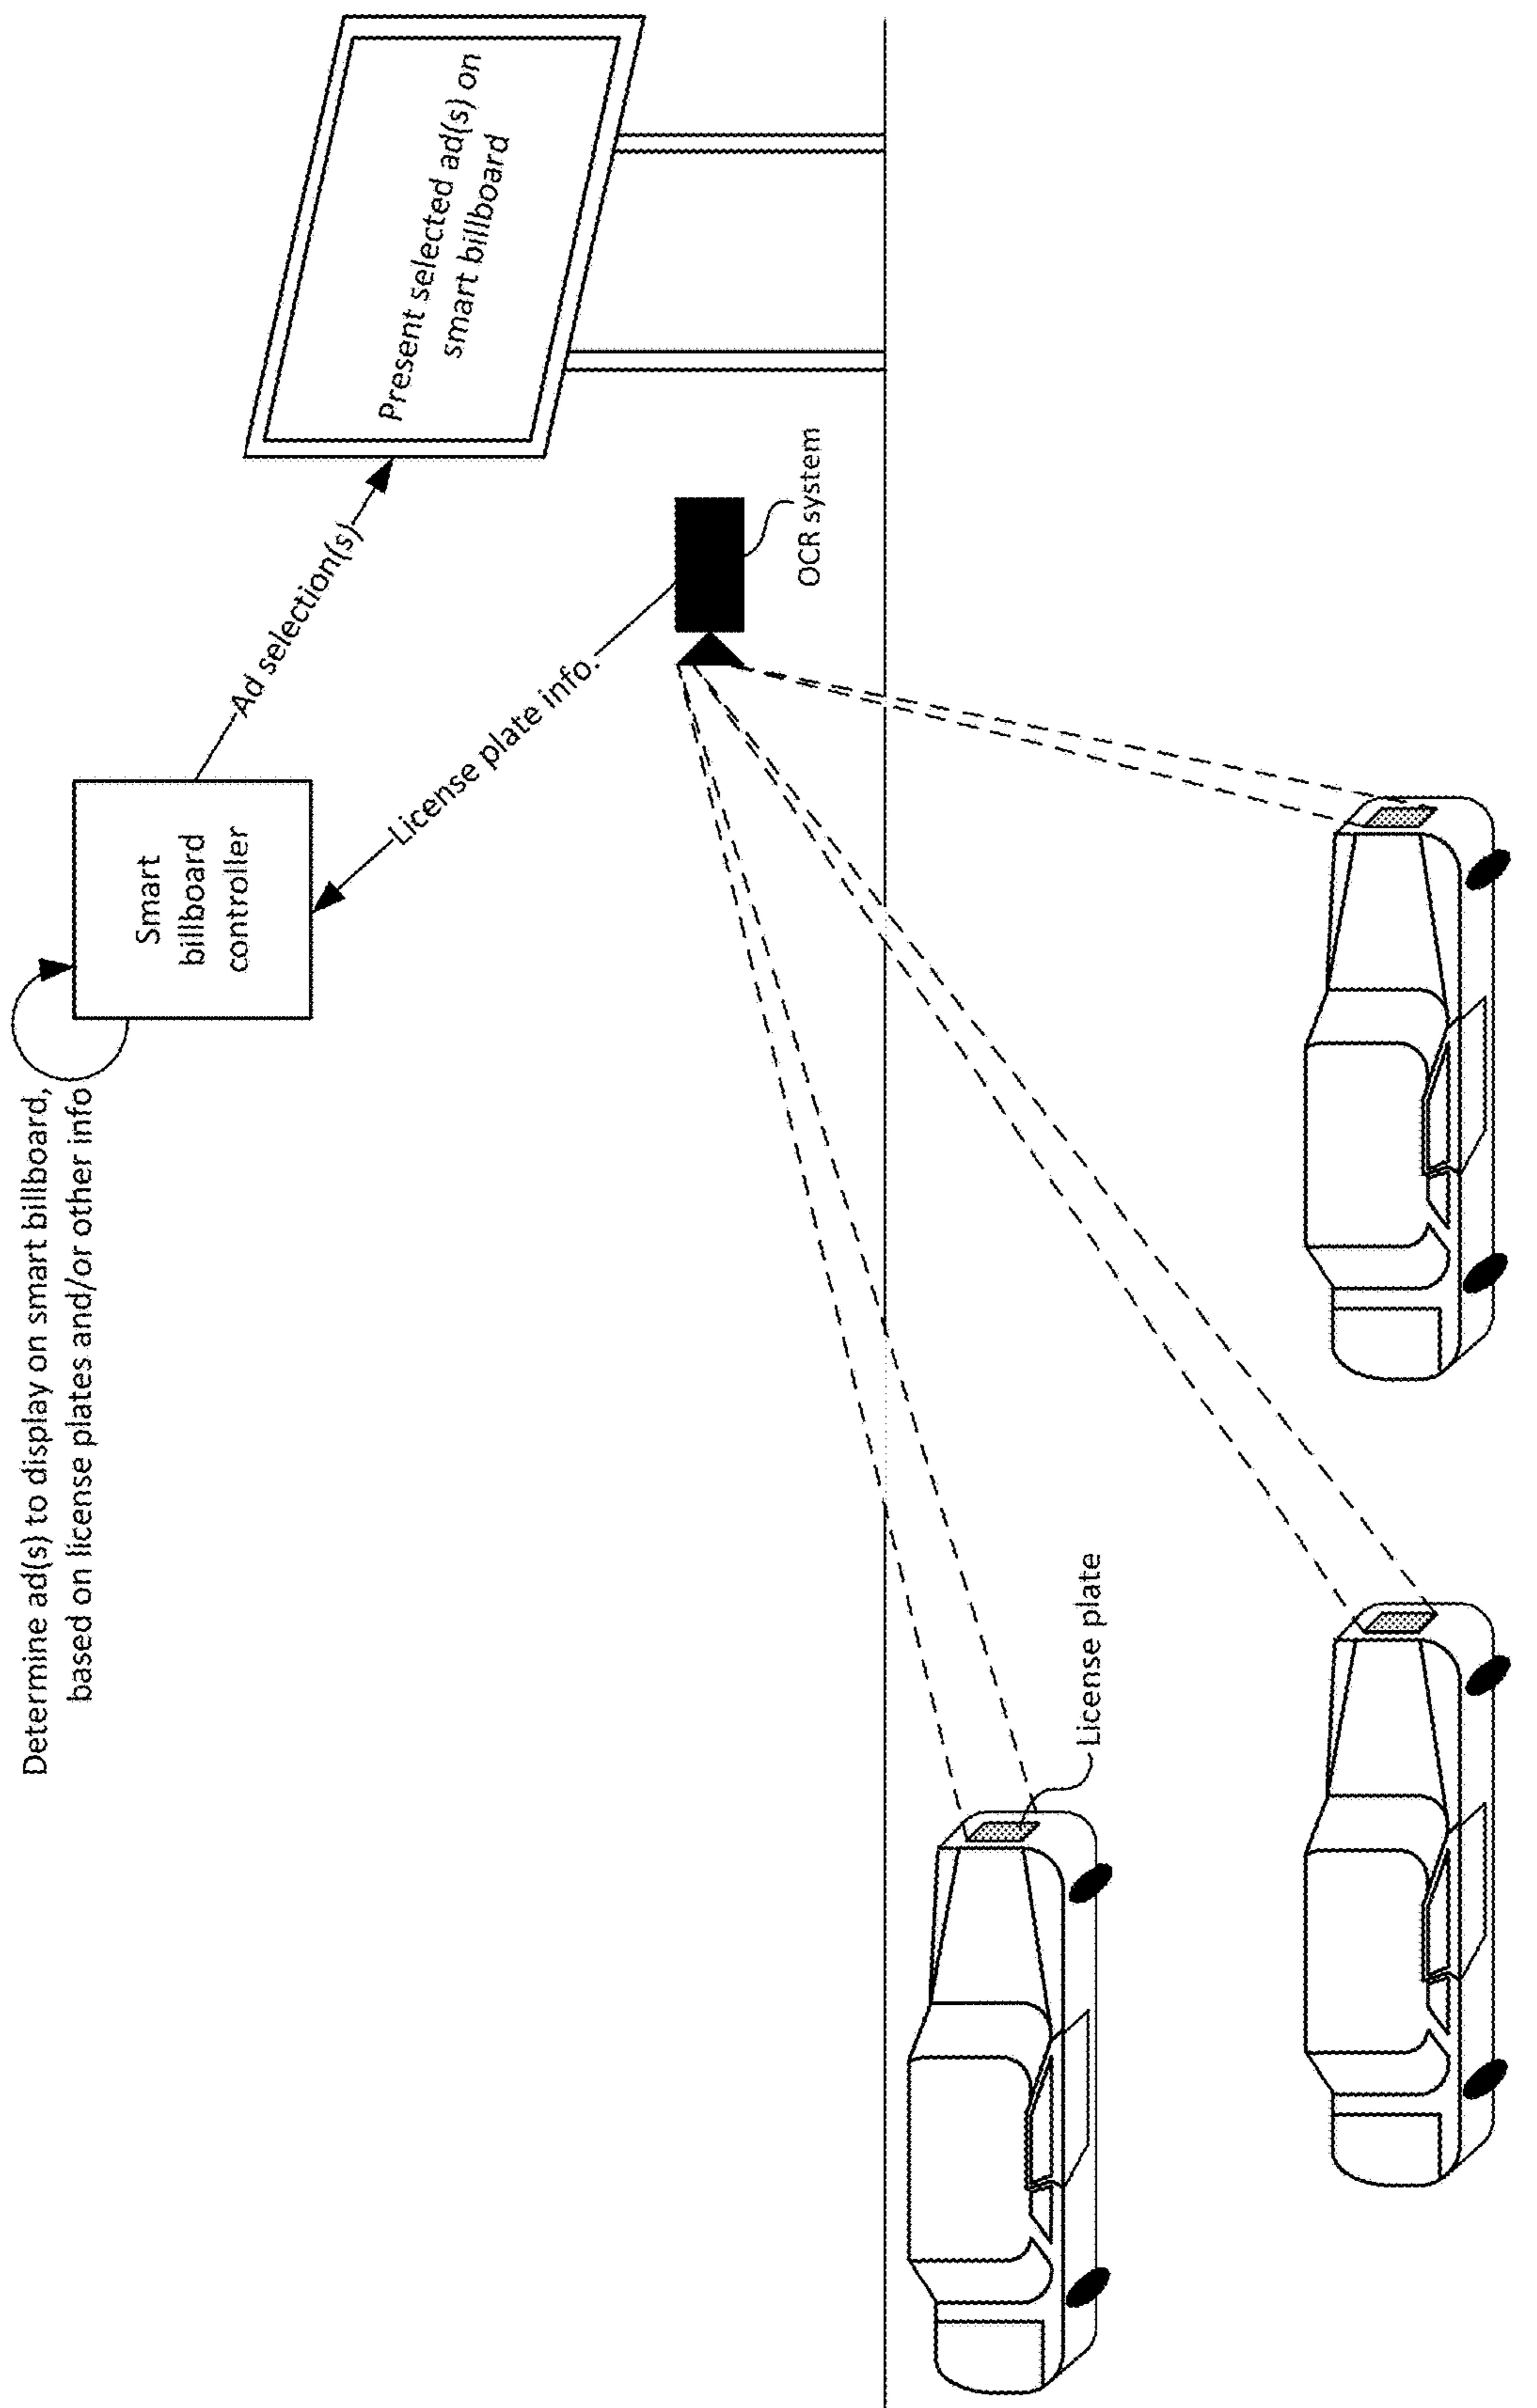 Determine ad(s) to display on smart billboard,
based on license plates and/or other info
Smart
billboard
controller
Ad selection(s)
Present selected ad(s) on
smart billboard
License plate info.
OCR system
License plate